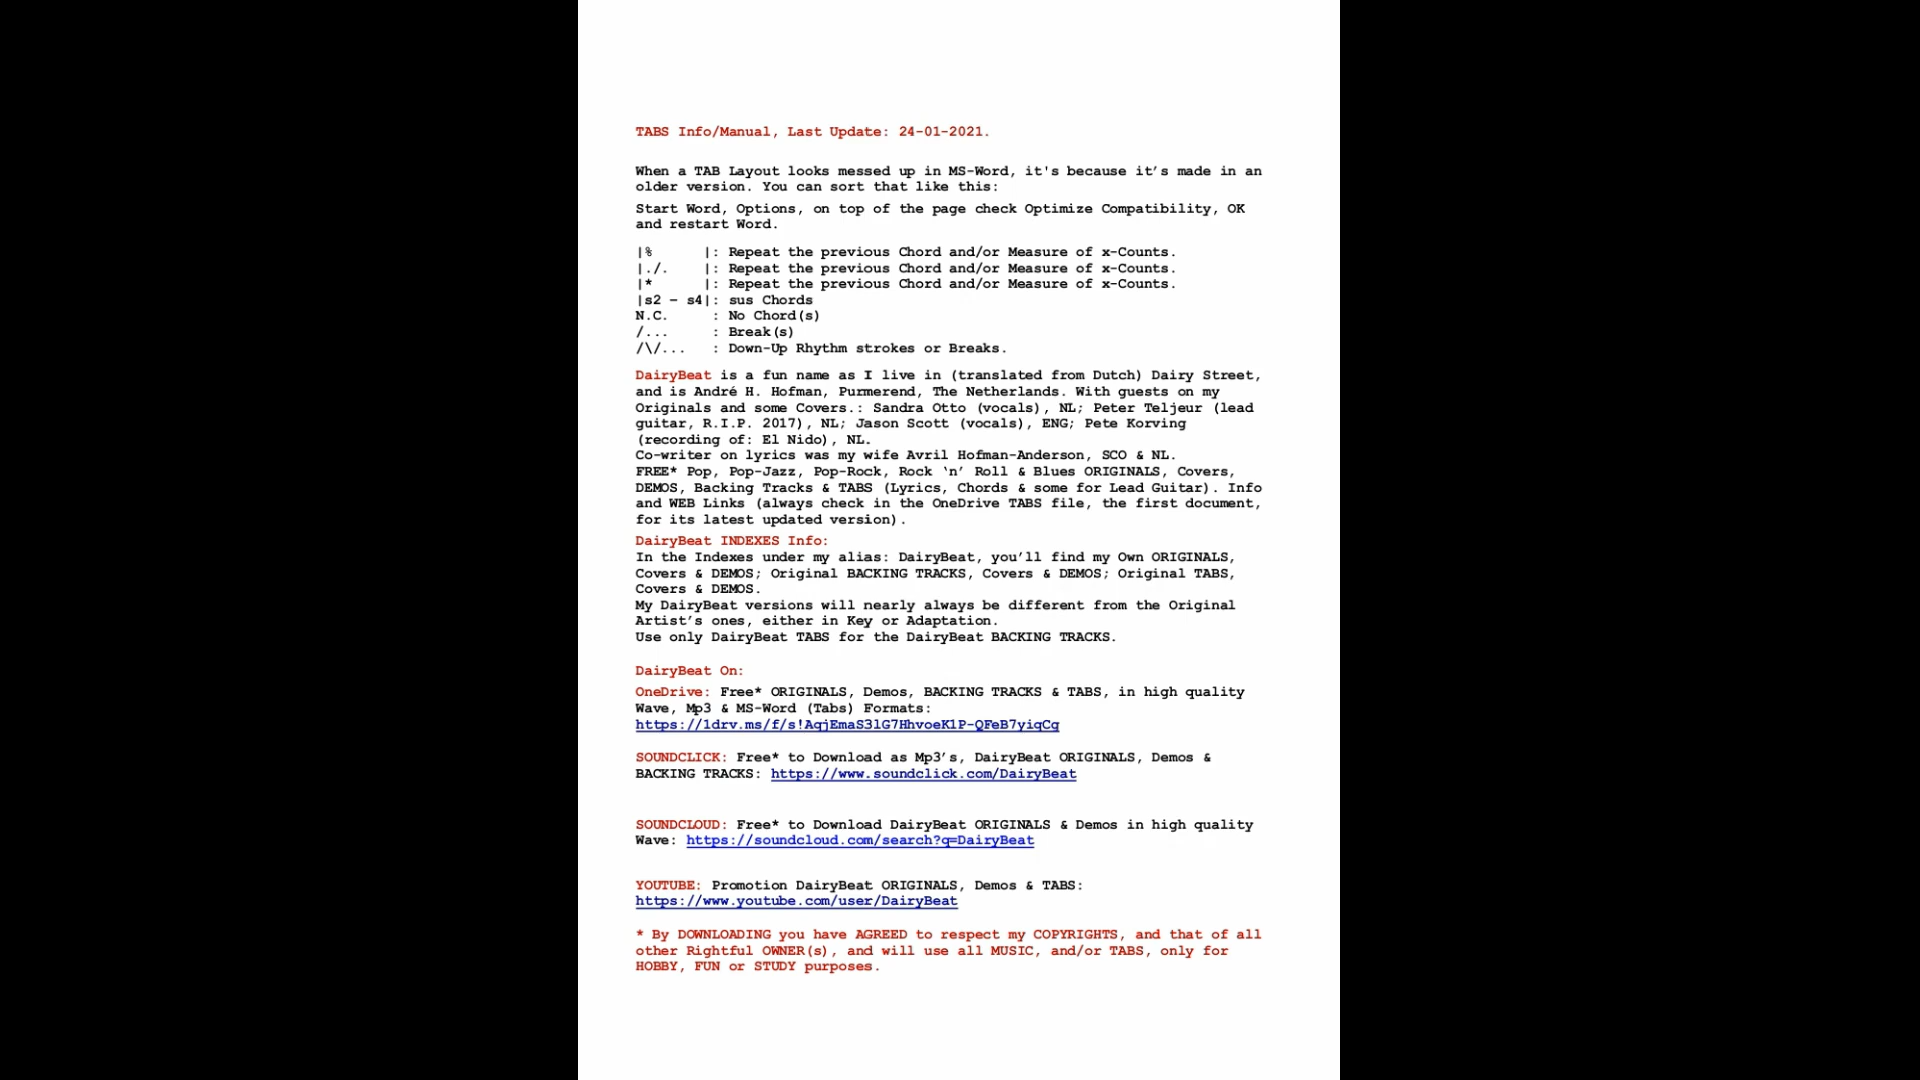 TABS Info/Manual, Last Update: 24-01-2021.
When a TAB Layout looks messed up in MS-Word, it's because it’s made in an
older version. You can sort that like this:
Start Word, Options, on top of the page check Optimize Compatibility, OK
and restart Word.
|%      |: Repeat the previous Chord and/or Measure of x-Counts.
|./.    |: Repeat the previous Chord and/or Measure of x-Counts.
|*      |: Repeat the previous Chord and/or Measure of x-Counts.
|s2 – s4|: sus Chords
N.C.     : No Chord(s)
/...     : Break(s)
/\/...   : Down-Up Rhythm strokes or Breaks.
DairyBeat is a fun name as I live in (translated from Dutch) Dairy Street,
and is André H. Hofman, Purmerend, The Netherlands. With guests on my
Originals and some Covers.: Sandra Otto (vocals), NL; Peter Teljeur (lead
guitar, R.I.P. 2017), NL; Jason Scott (vocals), ENG; Pete Korving
(recording of: El Nido), NL.
Co-writer on lyrics was my wife Avril Hofman-Anderson, SCO & NL.
FREE* Pop, Pop-Jazz, Pop-Rock, Rock ‘n’ Roll & Blues ORIGINALS, Covers,
DEMOS, Backing Tracks & TABS (Lyrics, Chords & some for Lead Guitar). Info
and WEB Links (always check in the OneDrive TABS file, the first document,
for its latest updated version).
DairyBeat INDEXES Info:
In the Indexes under my alias: DairyBeat, you’ll find my Own ORIGINALS,
Covers & DEMOS; Original BACKING TRACKS, Covers & DEMOS; Original TABS,
Covers & DEMOS.
My DairyBeat versions will nearly always be different from the Original
Artist’s ones, either in Key or Adaptation.
Use only DairyBeat TABS for the DairyBeat BACKING TRACKS.
DairyBeat On:
OneDrive: Free* ORIGINALS, Demos, BACKING TRACKS & TABS, in high quality
Wave, Mp3 & MS-Word (Tabs) Formats:
https://1drv.ms/f/s!AqjEmaS3lG7HhvoeK1P-QFeB7yiqCg
SOUNDCLICK: Free* to Download as Mp3’s, DairyBeat ORIGINALS, Demos &
BACKING TRACKS: https://www.soundclick.com/DairyBeat
SOUNDCLOUD: Free* to Download DairyBeat ORIGINALS & Demos in high quality
Wave: https://soundcloud.com/search?q=DairyBeat
YOUTUBE: Promotion DairyBeat ORIGINALS, Demos & TABS:
https://www.youtube.com/user/DairyBeat
* By DOWNLOADING you have AGREED to respect my COPYRIGHTS, and that of all
other Rightful OWNER(s), and will use all MUSIC, and/or TABS, only for
HOBBY, FUN or STUDY purposes.